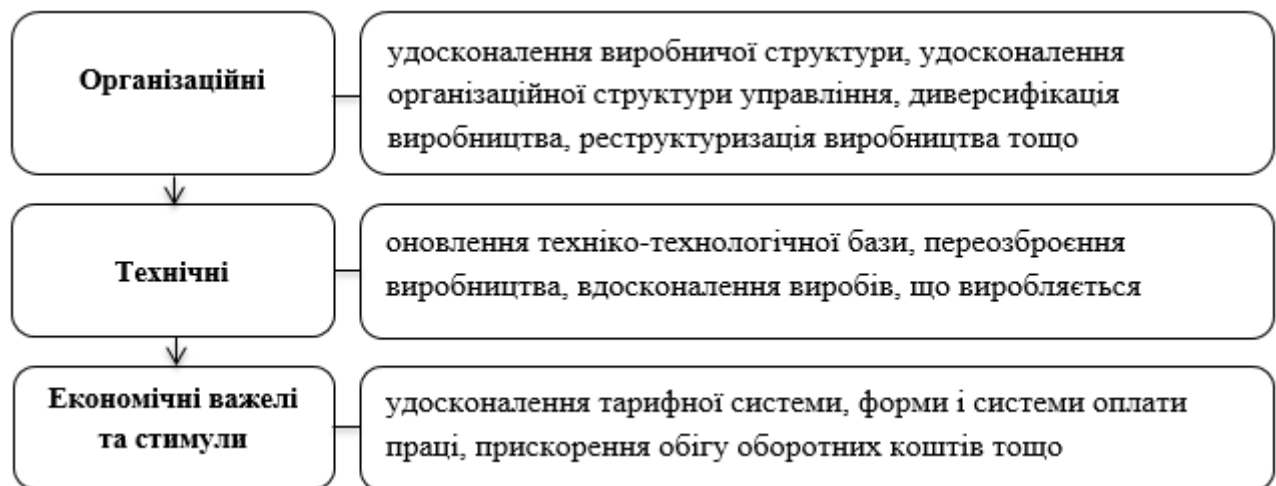 Організаційні
удосконалення виробничої структури, удосконалення
організаційної структури управління, диверсифікація
виробництва, реструктуризація виробництва тощо
Технічні
оновлення техніко-технологічної бази, переозброєння
виробництва, вдосконалення виробів, що виробляється
Економічні важелі
та стимули
удосконалення тарифної системи, форми і системи оплати
праці, прискорення обігу оборотних коштів тощо